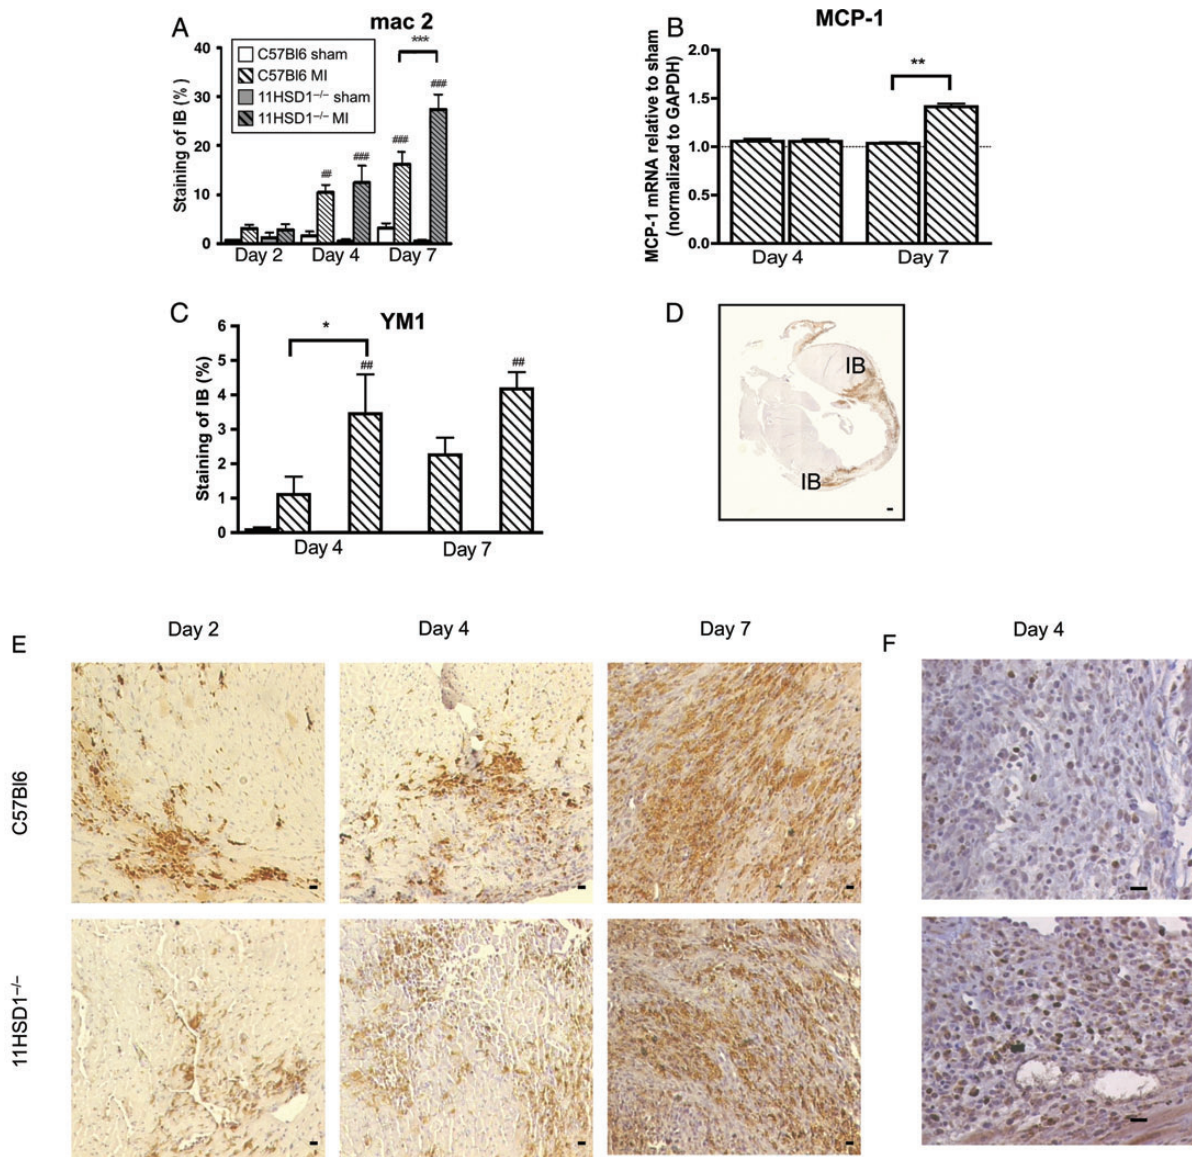 A
mac 2
Staining of IB (%)
40
30
20
10
0
C57Bl6 sham
C57Bl6 MI
11HSD1−/− sham
11HSD1−/− MI
##
###
###
***
###
Day 2 Day 4 Day 7
B
MCP-1
MCP-1 mRNA relative to sham
(normalized to GAPDH)
2.0
1.5
1.0
0.5
0.0
**
Day 4 Day 7
C
YM1
Staining of IB (%)
6
5
4
3
2
1
0
*
##
##
Day 4 Day 7
D
IB
IB
E
Day 2 Day 4 Day 7
C57Bl6
11HSD1−/−
F
Day 4